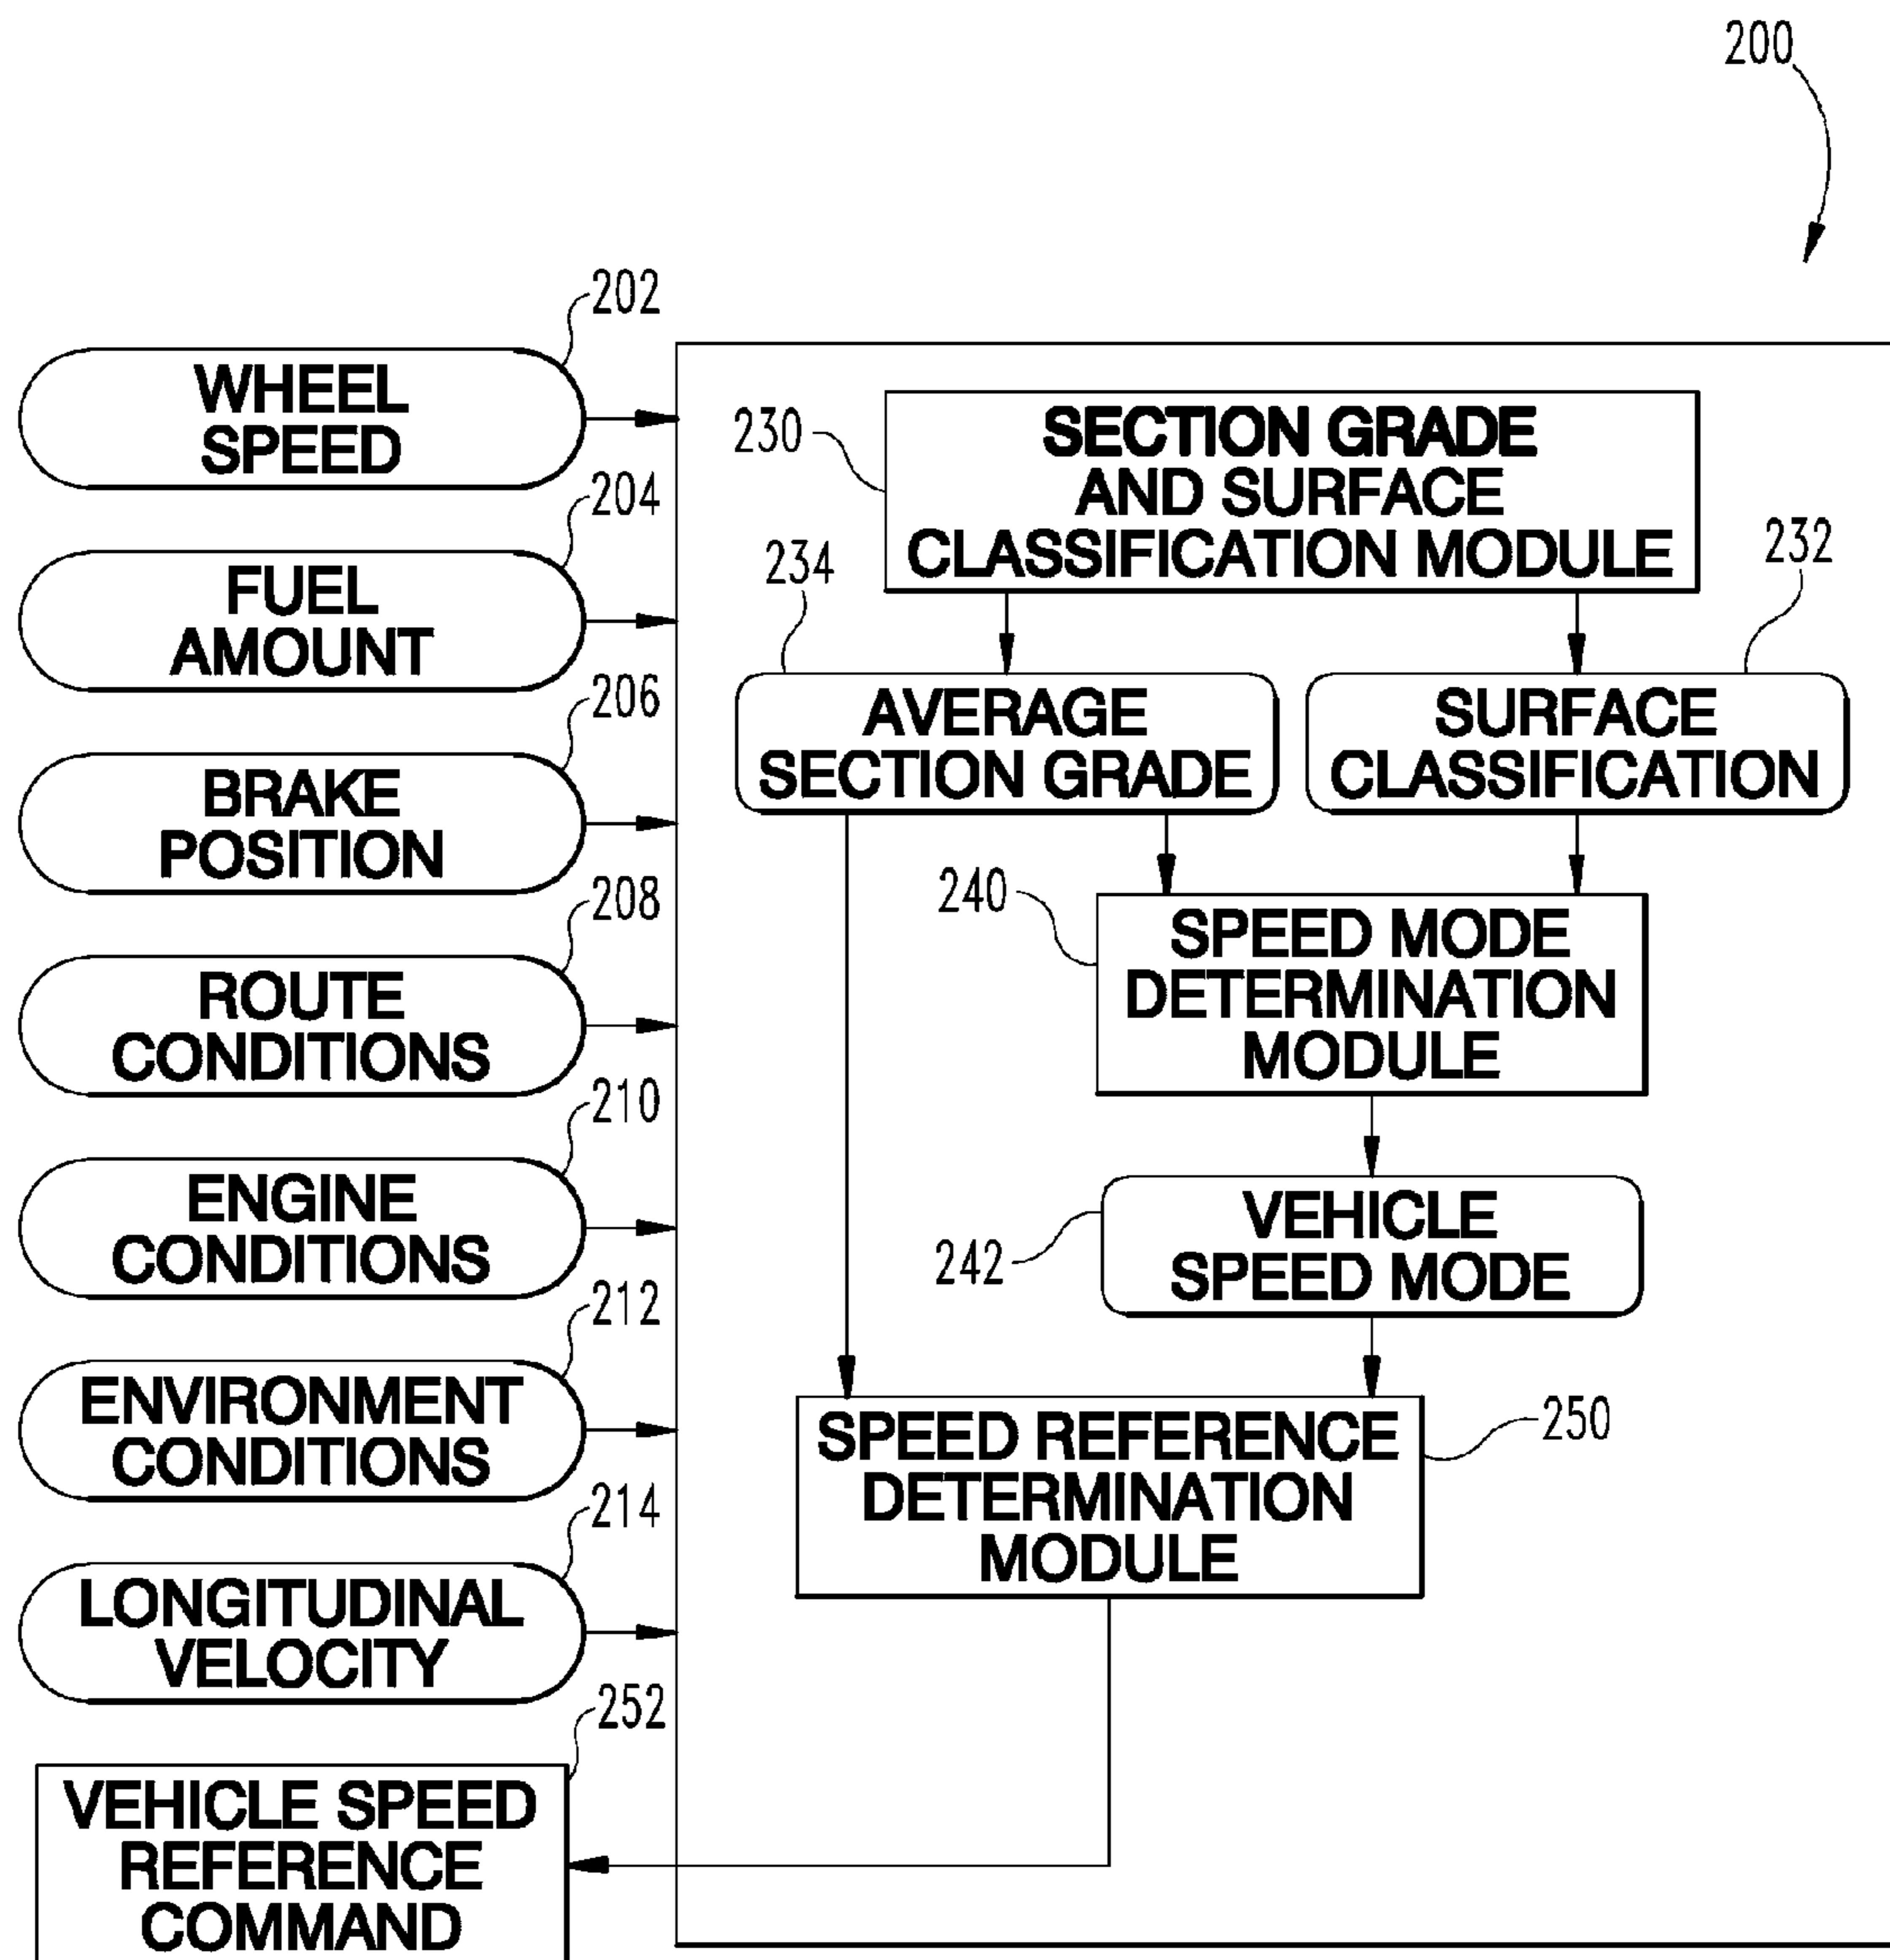 200
202
WHEEL
SPEED
204
FUEL
AMOUNT
206
BRAKE
POSITION
208
ROUTE
CONDITIONS
210
ENGINE
CONDITIONS
212
ENVIRONMENT
CONDITIONS
214
LONGITUDINAL
VELOCITY
252
VEHICLE SPEED
REFERENCE
COMMAND
230
SECTION GRADE
AND SURFACE
CLASSIFICATION MODULE
234
AVERAGE
SECTION GRADE
232
SURFACE
CLASSIFICATION
240
SPEED MODE
DETERMINATION
MODULE
242
VEHICLE
SPEED MODE
250
SPEED REFERENCE
DETERMINATION
MODULE